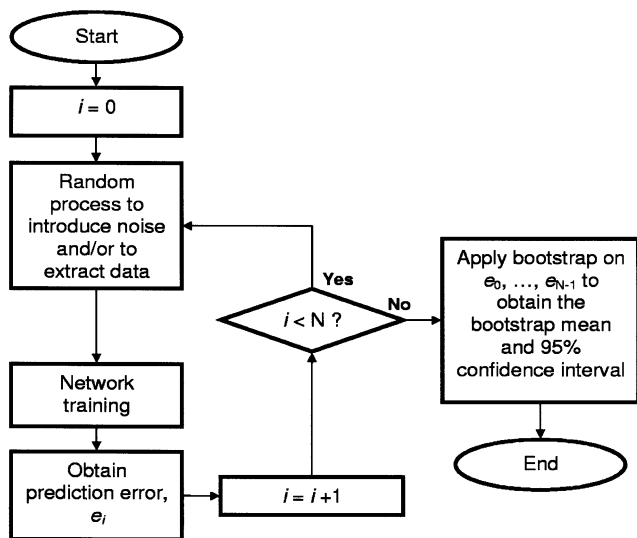 Start
i = 0
Random
process to
introduce noise
and/or to
extract data
Network
training
Obtain
prediction error,
eᵢ
i = i +1
i < N ?
Yes
No
Apply bootstrap on
e₀, ..., e_N-1 to
obtain the
bootstrap mean
and 95%
confidence interval
End